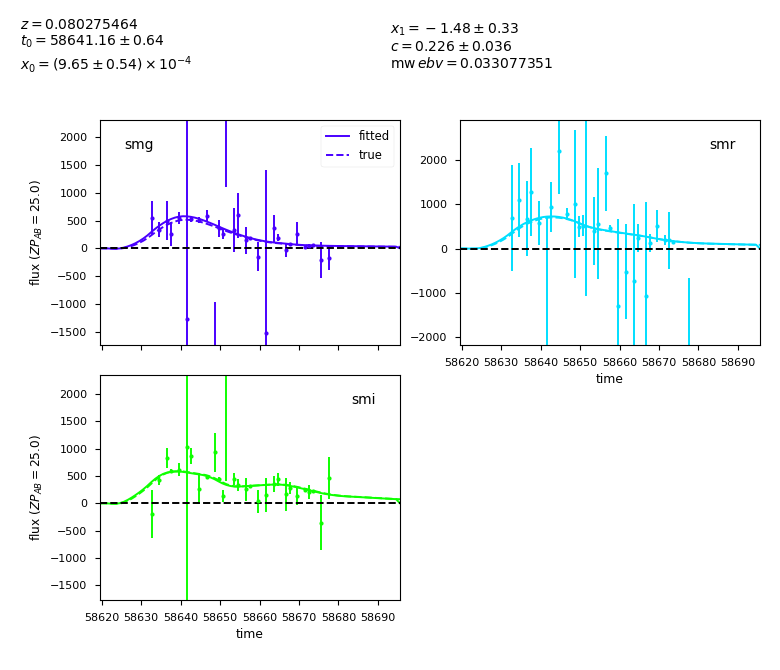 z = 0.080275464
t₀ = 58641.16 ± 0.64
x₀ = (9.65 ± 0.54) × 10⁻⁴
x₁ = −1.48 ± 0.33
c = 0.226 ± 0.036
mw ebv = 0.033077351
smg
fitted
true
2000
1500
1000
500
0
−500
−1000
−1500
flux (ZP_AB = 25.0)
smr
2000
1000
0
−1000
−2000
58620 58630 58640 58650 58660 58670 58680 58690
time
smi
2000
1500
1000
500
0
−500
−1000
−1500
flux (ZP_AB = 25.0)
58620 58630 58640 58650 58660 58670 58680 58690
time